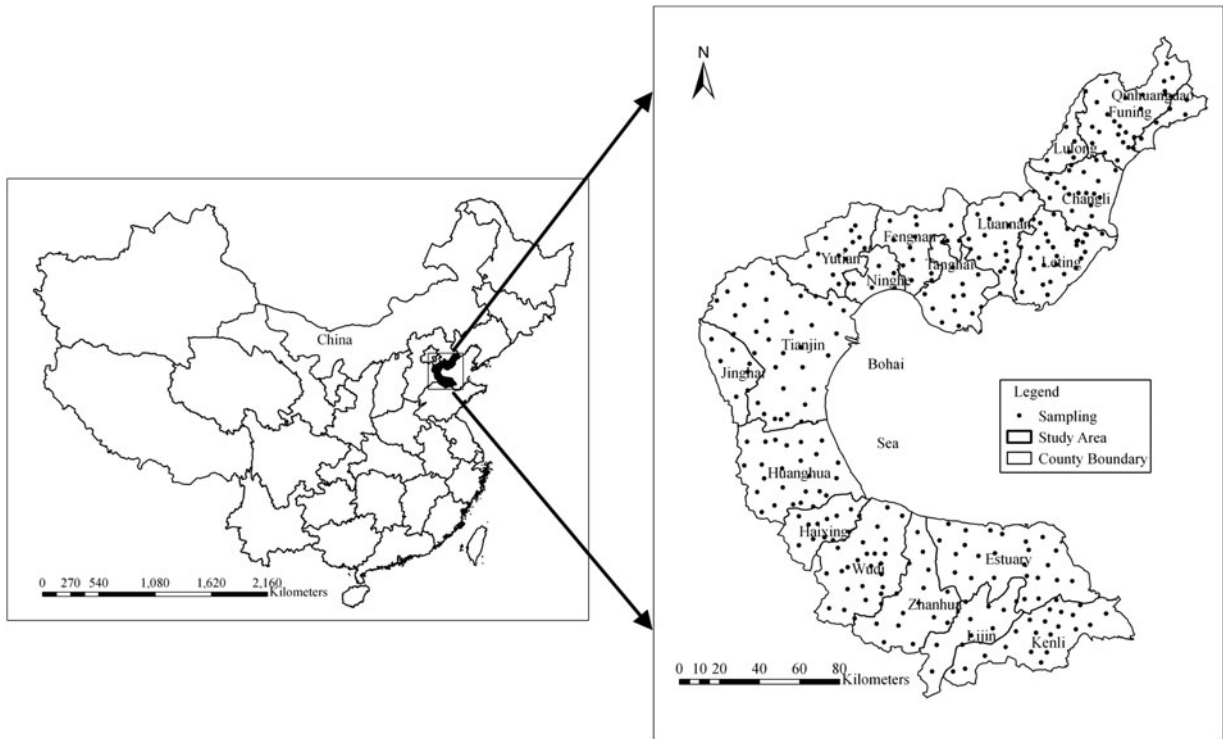 China
0 270 540 1,080 1,620 2,160
Kilometers
N
Qinhuangdao
Funing
Lulong
Changli
Luannan
Fengnan
Leting
Yutian
Tanghai
Ninghe
Tianjin
Bohai
Jinghai
Legend
Sampling
Study Area
County Boundary
Sea
Huanghua
Haixing
Estuary
Wudi
Zhanhua
Lijin
Kenli
0 10 20 40 60 80
Kilometers